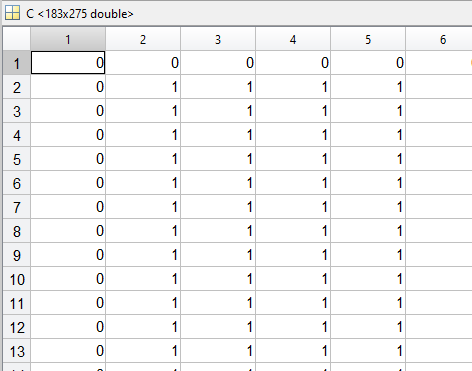 C <183x275 double>
1 2 3 4 5 6
1 0 0 0 0 0
2 0 1 1 1 1
3 0 1 1 1 1
4 0 1 1 1 1
5 0 1 1 1 1
6 0 1 1 1 1
7 0 1 1 1 1
8 0 1 1 1 1
9 0 1 1 1 1
10 0 1 1 1 1
11 0 1 1 1 1
12 0 1 1 1 1
13 0 1 1 1 1